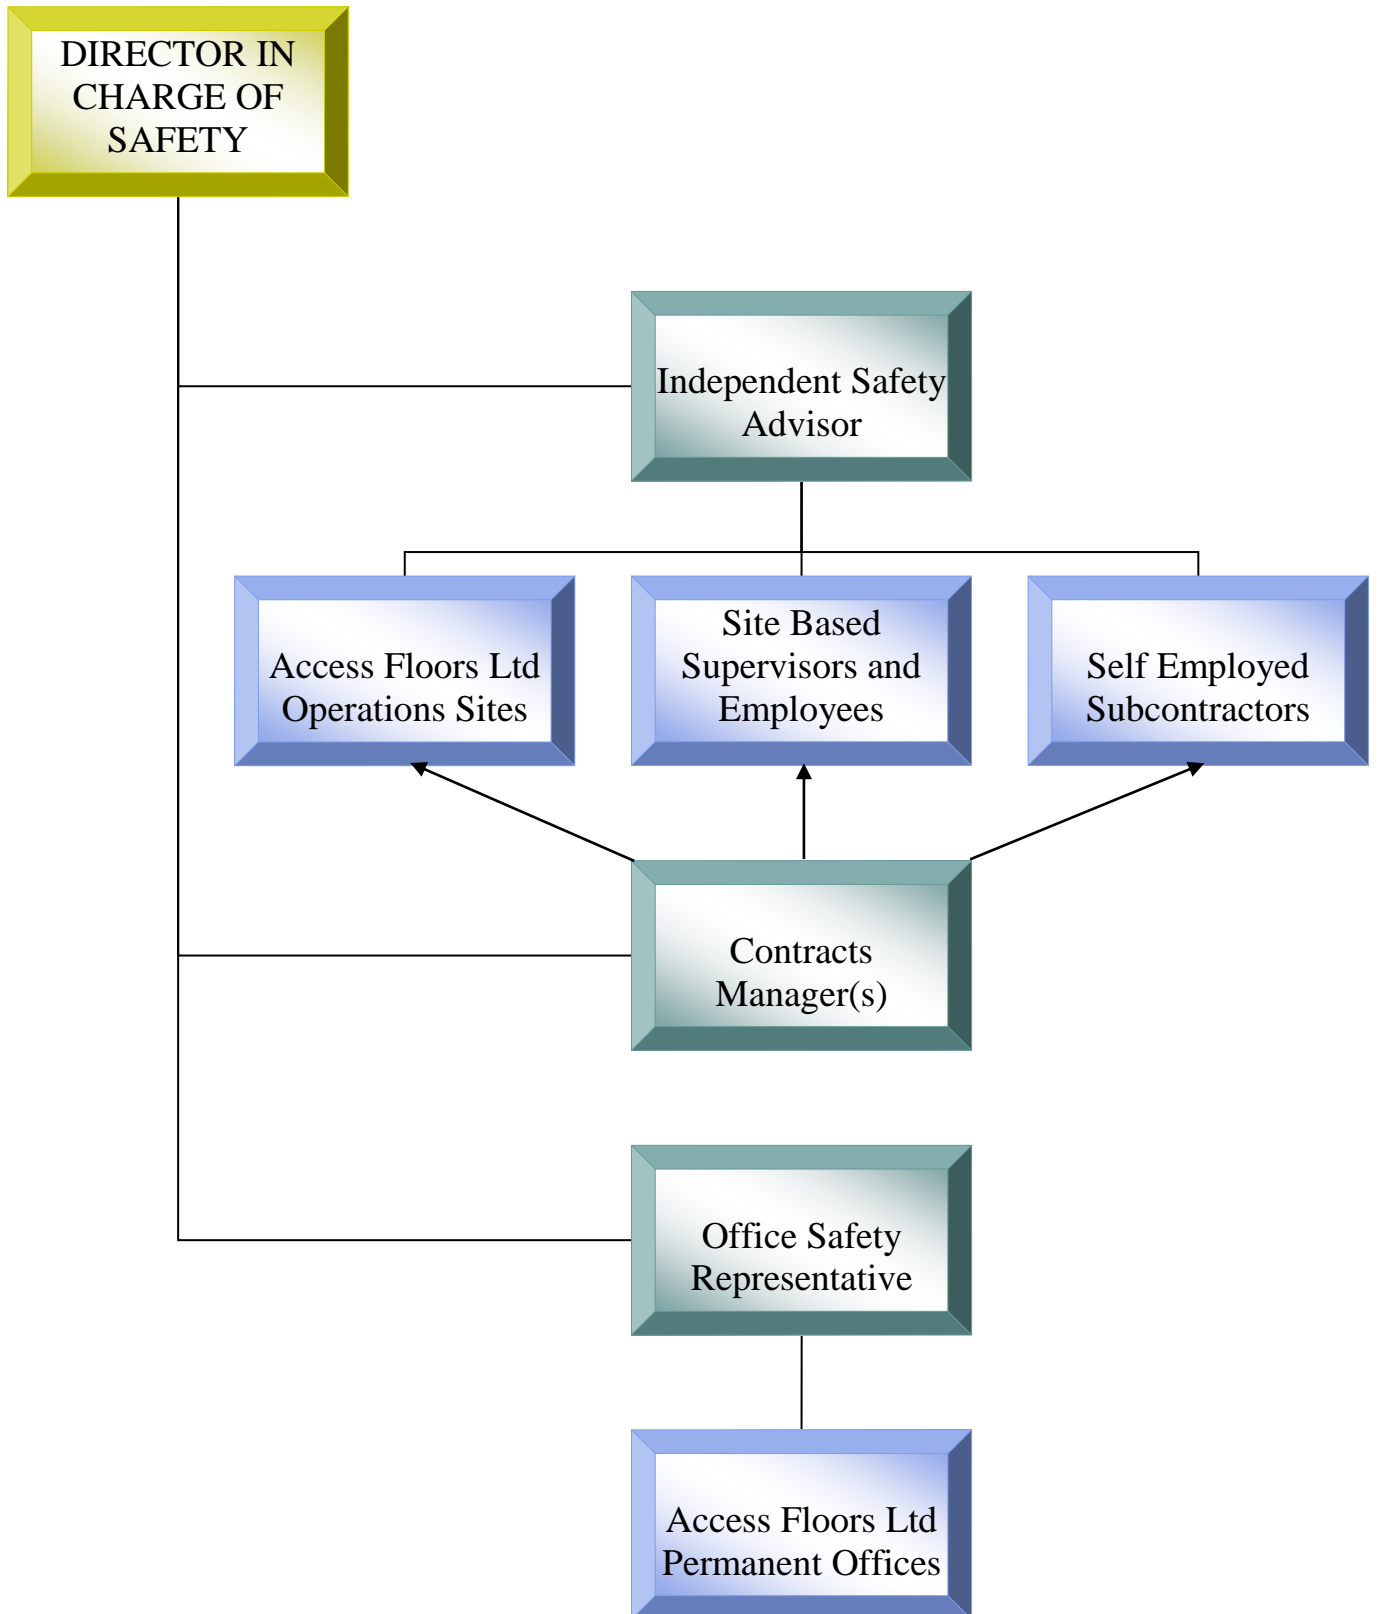 DIRECTOR IN
CHARGE OF
SAFETY
Independent Safety
Advisor
Access Floors Ltd
Operations Sites
Site Based
Supervisors and
Employees
Self Employed
Subcontractors
Contracts
Manager(s)
Office Safety
Representative
Access Floors Ltd
Permanent Offices